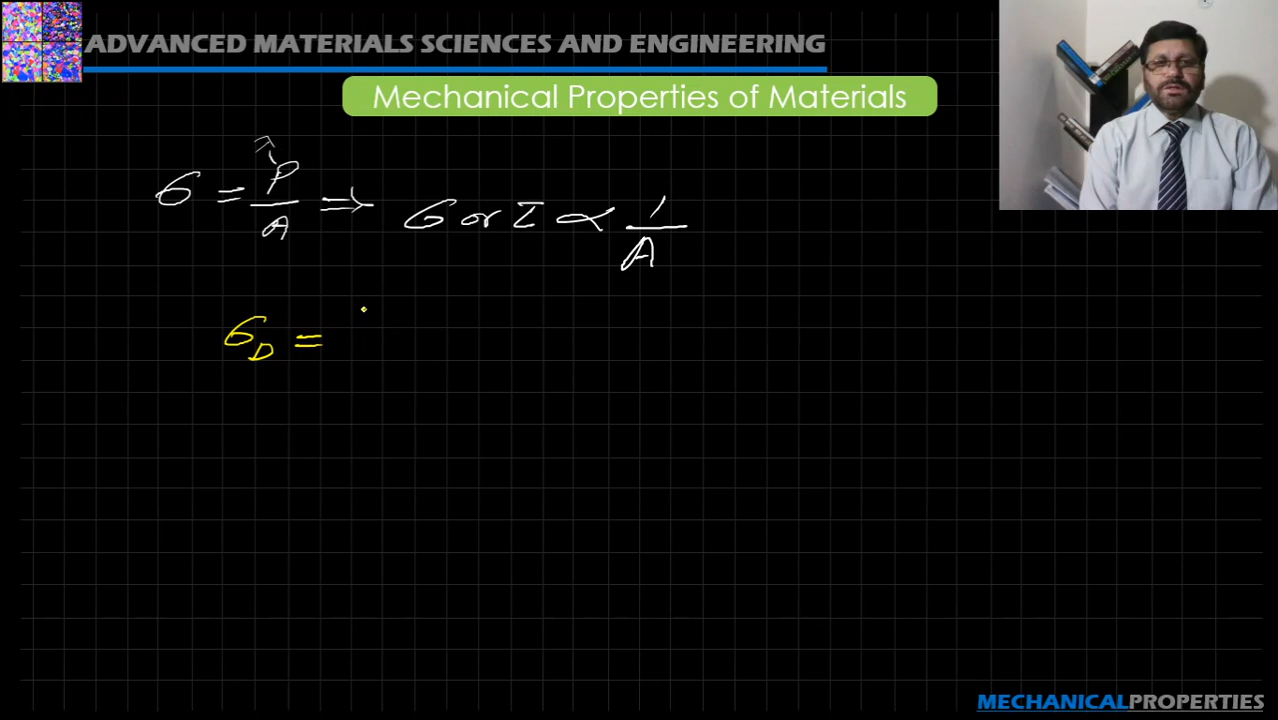 ADVANCED MATERIALS SCIENCES AND ENGINEERING
Mechanical Properties of Materials
σ = P/A ⇒ σ or τ ∝ 1/A
σ_D =
MECHANICALPROPERTIES